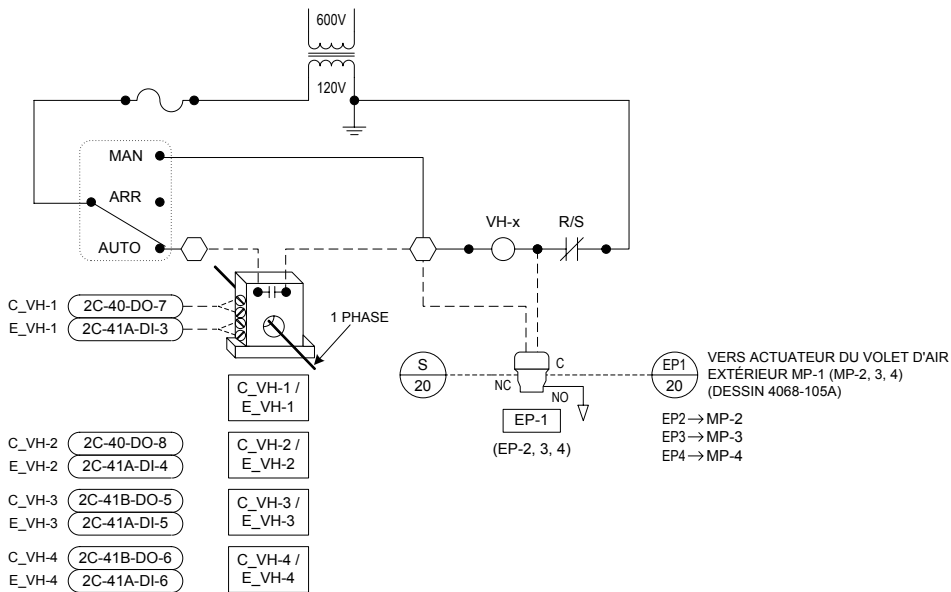 600V
120V
MAN
ARR
AUTO
VH-x
R/S
C_VH-1 2C-40-DO-7
E_VH-1 2C-41A-DI-3
1 PHASE
C_VH-1 /
E_VH-1
S
20
NC
C
NO
EP1
20
VERS ACTUATEUR DU VOLET D'AIR
EXTÉRIEUR MP-1 (MP-2, 3, 4)
(DESSIN 4068-105A)
EP-1
(EP-2, 3, 4)
EP2→MP-2
EP3→MP-3
EP4→MP-4
C_VH-2 2C-40-DO-8
E_VH-2 2C-41A-DI-4
C_VH-2 /
E_VH-2
C_VH-3 2C-41B-DO-5
E_VH-3 2C-41A-DI-5
C_VH-3 /
E_VH-3
C_VH-4 2C-41B-DO-6
E_VH-4 2C-41A-DI-6
C_VH-4 /
E_VH-4